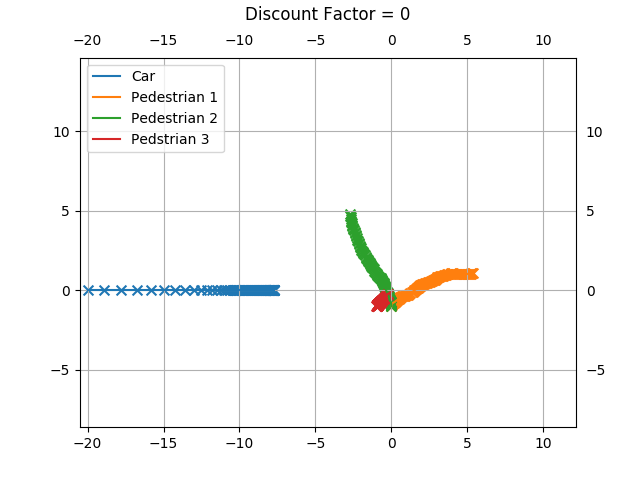 Discount Factor = 0
−20 −15 −10 −5 0 5 10
Car
Pedestrian 1
Pedestrian 2
Pedstrian 3
10 10
5 5
0 0
−5 −5
−20 −15 −10 −5 0 5 10